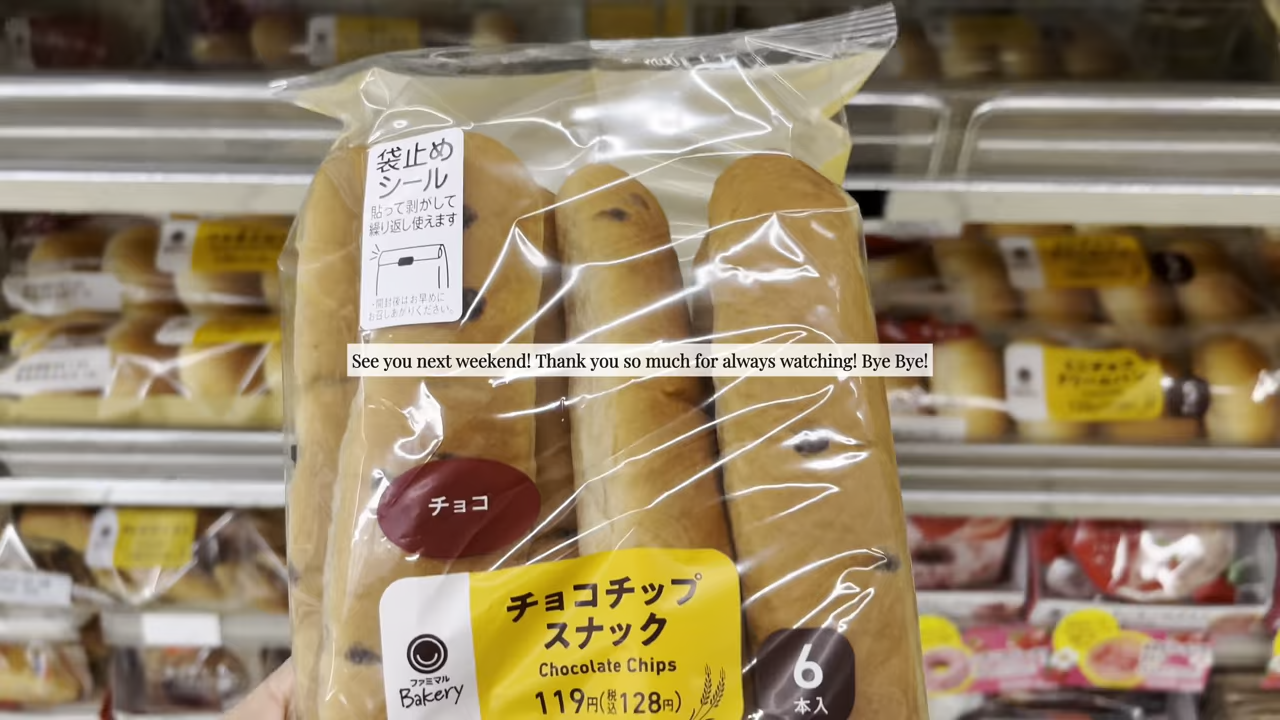 袋止め
シール
貼って剥がして
繰り返し使えます
・開封後はお早めに
お召しあがりください。
See you next weekend! Thank you so much for always watching! Bye Bye!
チョコ
チョコチップ
スナック
Chocolate Chips
119円(税込128円)
ファミマル
Bakery
6
本入